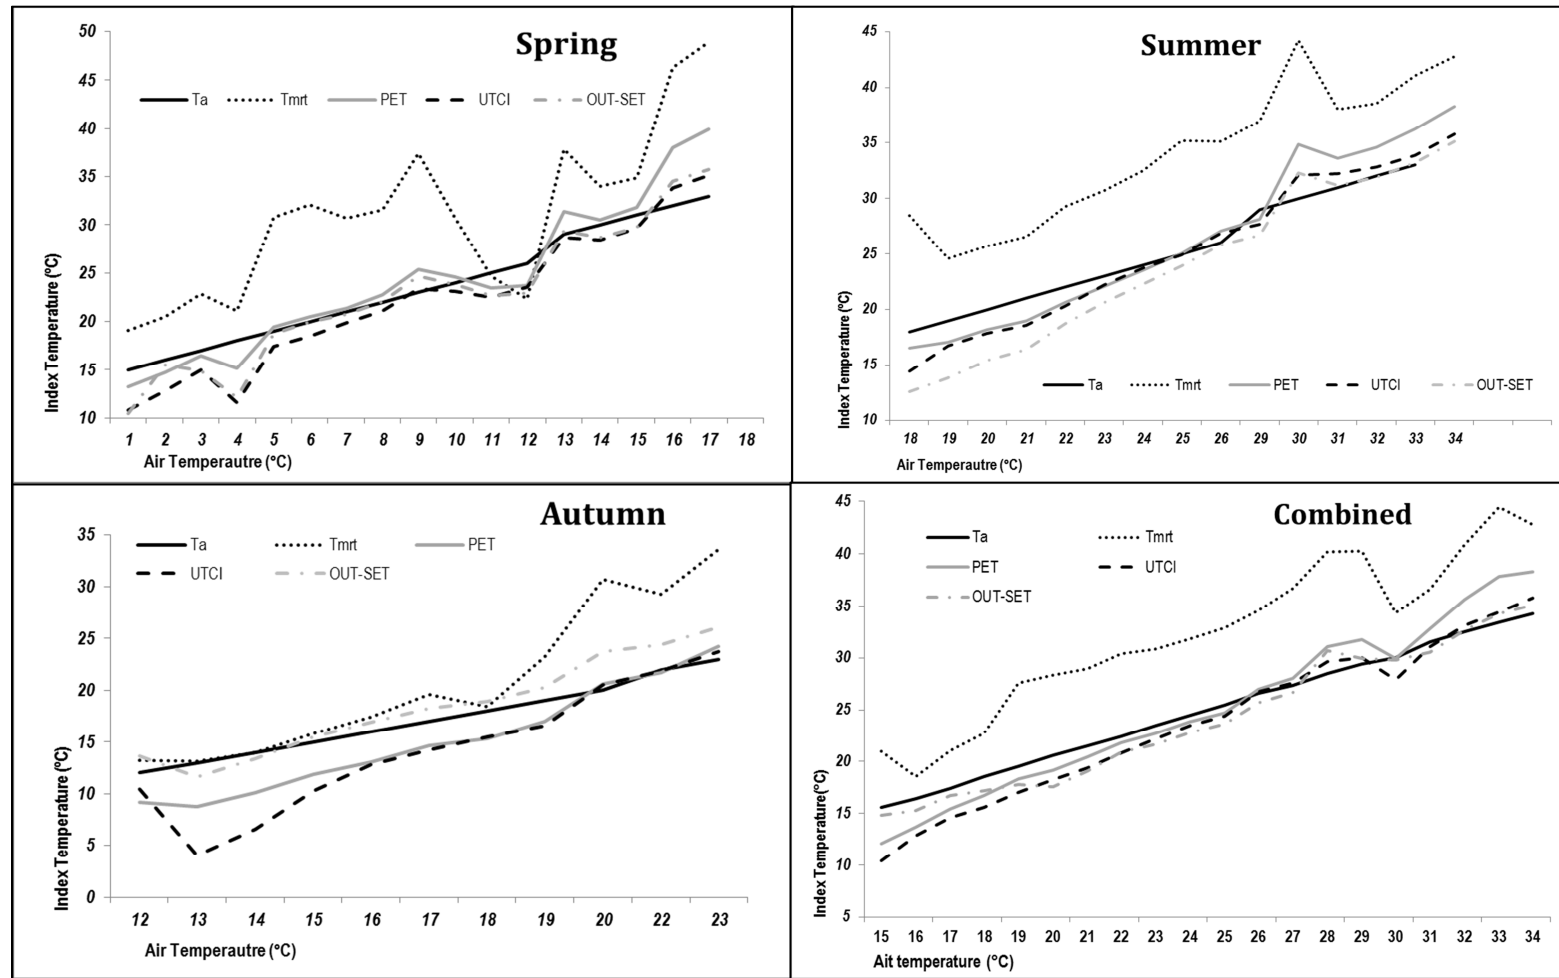 Spring
50
45
40
35
30
25
20
15
10
Index Temperature (°C)
Ta Tmrt PET UTCI OUT-SET
1 2 3 4 5 6 7 8 9 10 11 12 13 14 15 16 17 18
Air Temperautre (°C)
Summer
45
40
35
30
25
20
15
10
Index Temperature (°C)
Ta Tmrt PET UTCI OUT-SET
18 19 20 21 22 23 24 25 26 29 30 31 32 33 34
Air Temperautre (°C)
Autumn
35
30
25
20
15
10
5
0
Index Temperature (°C)
Ta Tmrt PET
UTCI OUT-SET
12 13 14 15 16 17 18 19 20 22 23
Air Temperautre (°C)
Combined
45
40
35
30
25
20
15
10
5
Index Temperature(°C)
Ta Tmrt
PET UTCI
OUT-SET
15 16 17 18 19 20 21 22 23 24 25 26 27 28 29 30 31 32 33 34
Ait temperature (°C)